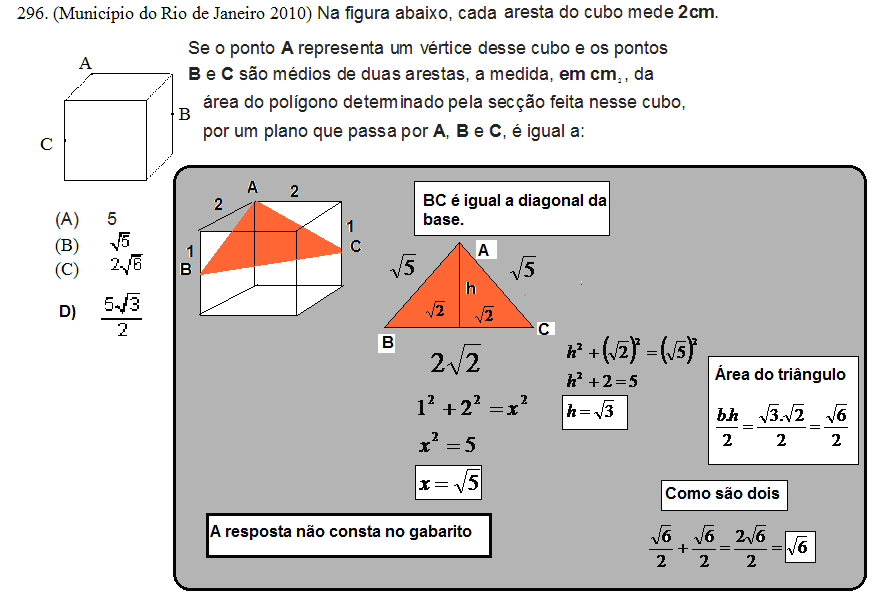 296. (Município do Rio de Janeiro 2010) Na figura abaixo, cada aresta do cubo mede 2cm.
Se o ponto A representa um vértice desse cubo e os pontos
B e C são médios de duas arestas, a medida, em cm₂, da
área do polígono determinado pela secção feita nesse cubo,
por um plano que passa por A, B e C, é igual a:
A
B
C
(A) 5
(B) √5
(C) 2√6
D) 5√3/2
A
2
2
1
1
B
C
BC é igual a diagonal da
base.
A
√5
√5
h
√2
√2
B
C
2√2
1² + 2² = x²
x² = 5
x = √5
h² + (√2)² = (√5)²
h² + 2 = 5
h = √3
Área do triângulo
b.h/2 = √3.√2/2 = √6/2
Como são dois
√6/2 + √6/2 = 2√6/2 = √6
A resposta não consta no gabarito